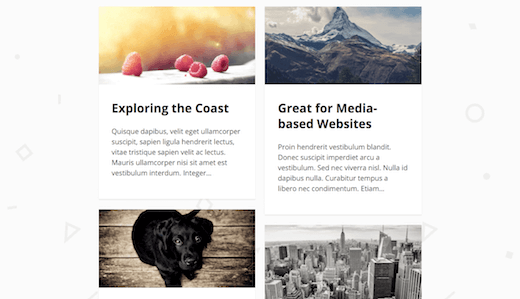 Exploring the Coast
Quisque dapibus, velit eget ullamcorper
suscipit, sapien ligula hendrerit lectus,
vitae tristique sapien velit ac lectus.
Mauris ullamcorper nisi sit amet est
vestibulum interdum. Integer...
Great for Media-
based Websites
Proin hendrerit vestibulum blandit.
Donec suscipit imperdiet arcu a
vestibulum. Sed nec viverra nisl. Nulla id
dapibus nulla. Curabitur tempus a
libero nec condimentum. Etiam...